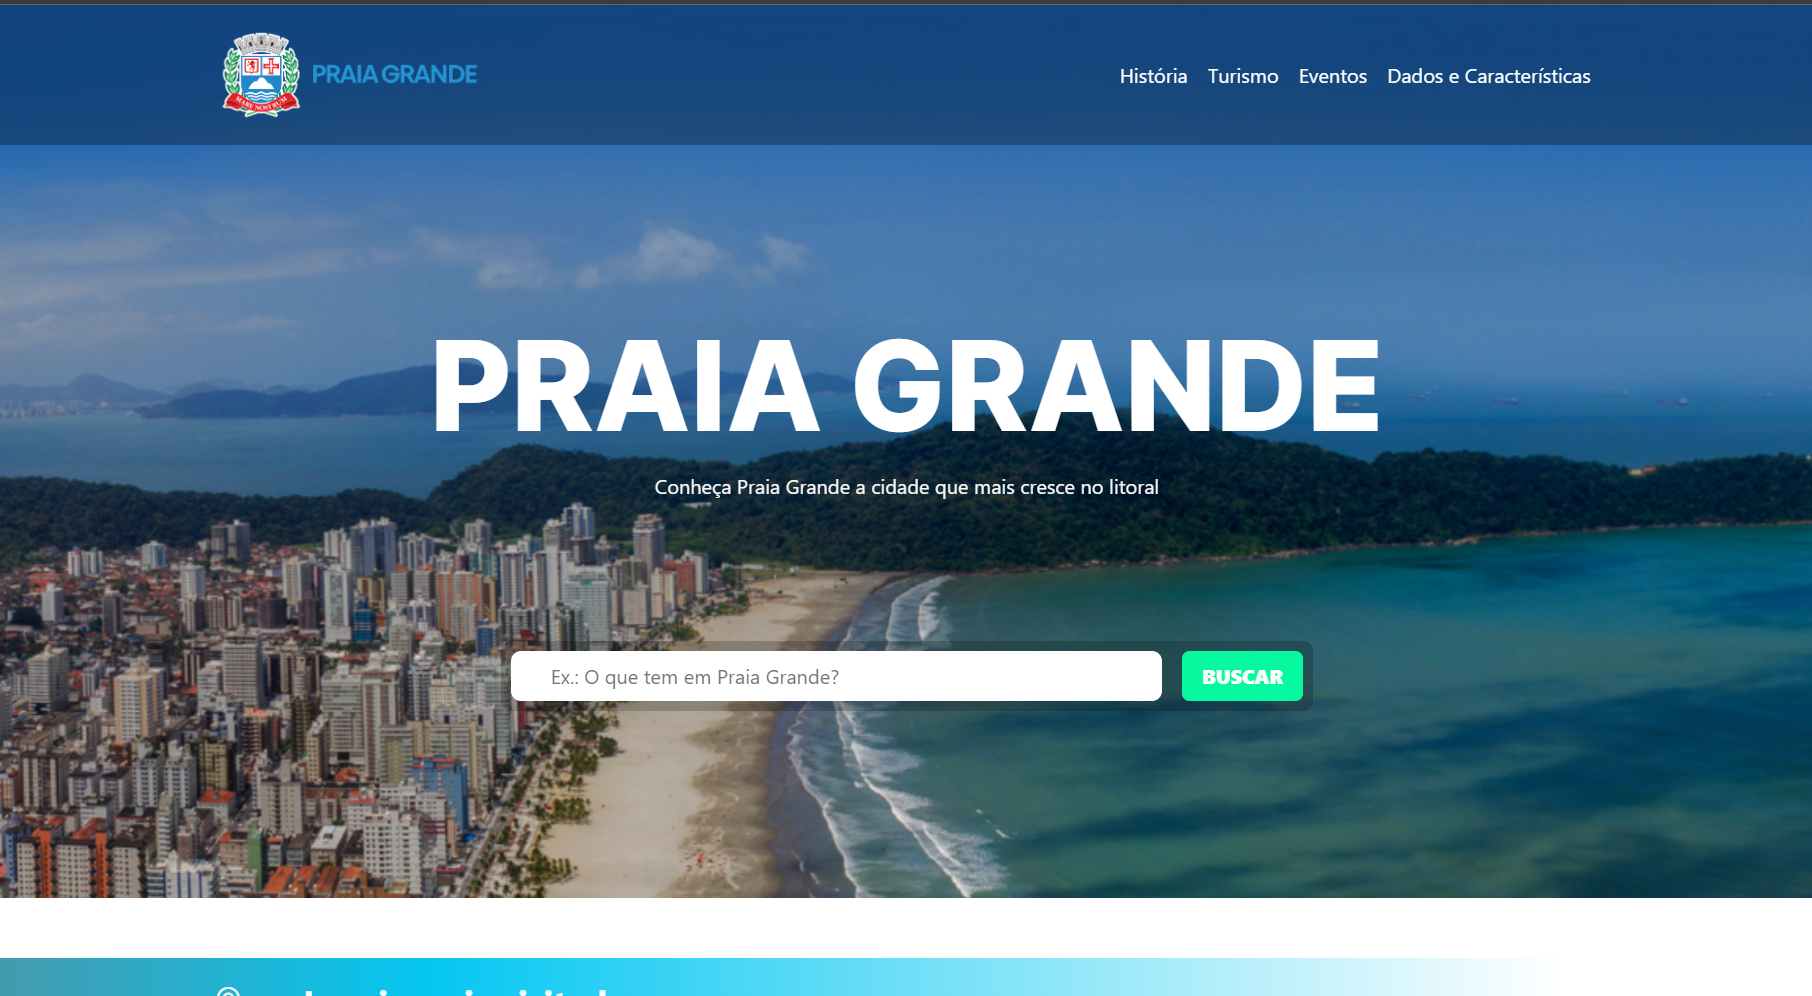 MARE NOSTRUM
PRAIA GRANDE
História Turismo Eventos Dados e Características
PRAIA GRANDE
Conheça Praia Grande a cidade que mais cresce no litoral
Ex.: O que tem em Praia Grande?
BUSCAR